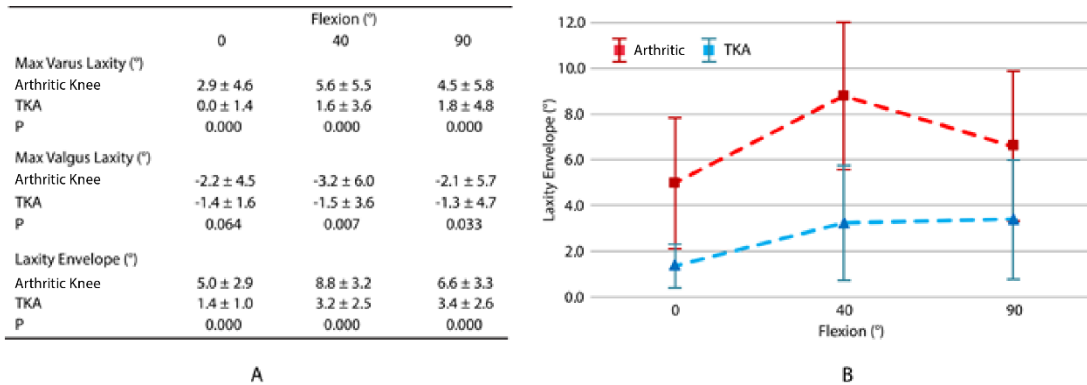 Flexion (°)
0 40 90
Max Varus Laxity (°)
Arthritic Knee 2.9 ± 4.6 5.6 ± 5.5 4.5 ± 5.8
TKA 0.0 ± 1.4 1.6 ± 3.6 1.8 ± 4.8
P 0.000 0.000 0.000
Max Valgus Laxity (°)
Arthritic Knee -2.2 ± 4.5 -3.2 ± 6.0 -2.1 ± 5.7
TKA -1.4 ± 1.6 -1.5 ± 3.6 -1.3 ± 4.7
P 0.064 0.007 0.033
Laxity Envelope (°)
Arthritic Knee 5.0 ± 2.9 8.8 ± 3.2 6.6 ± 3.3
TKA 1.4 ± 1.0 3.2 ± 2.5 3.4 ± 2.6
P 0.000 0.000 0.000
A
Laxity Envelope (°)
12.0
10.0
8.0
6.0
4.0
2.0
0.0
Arthritic TKA
0 40 90
Flexion (°)
B